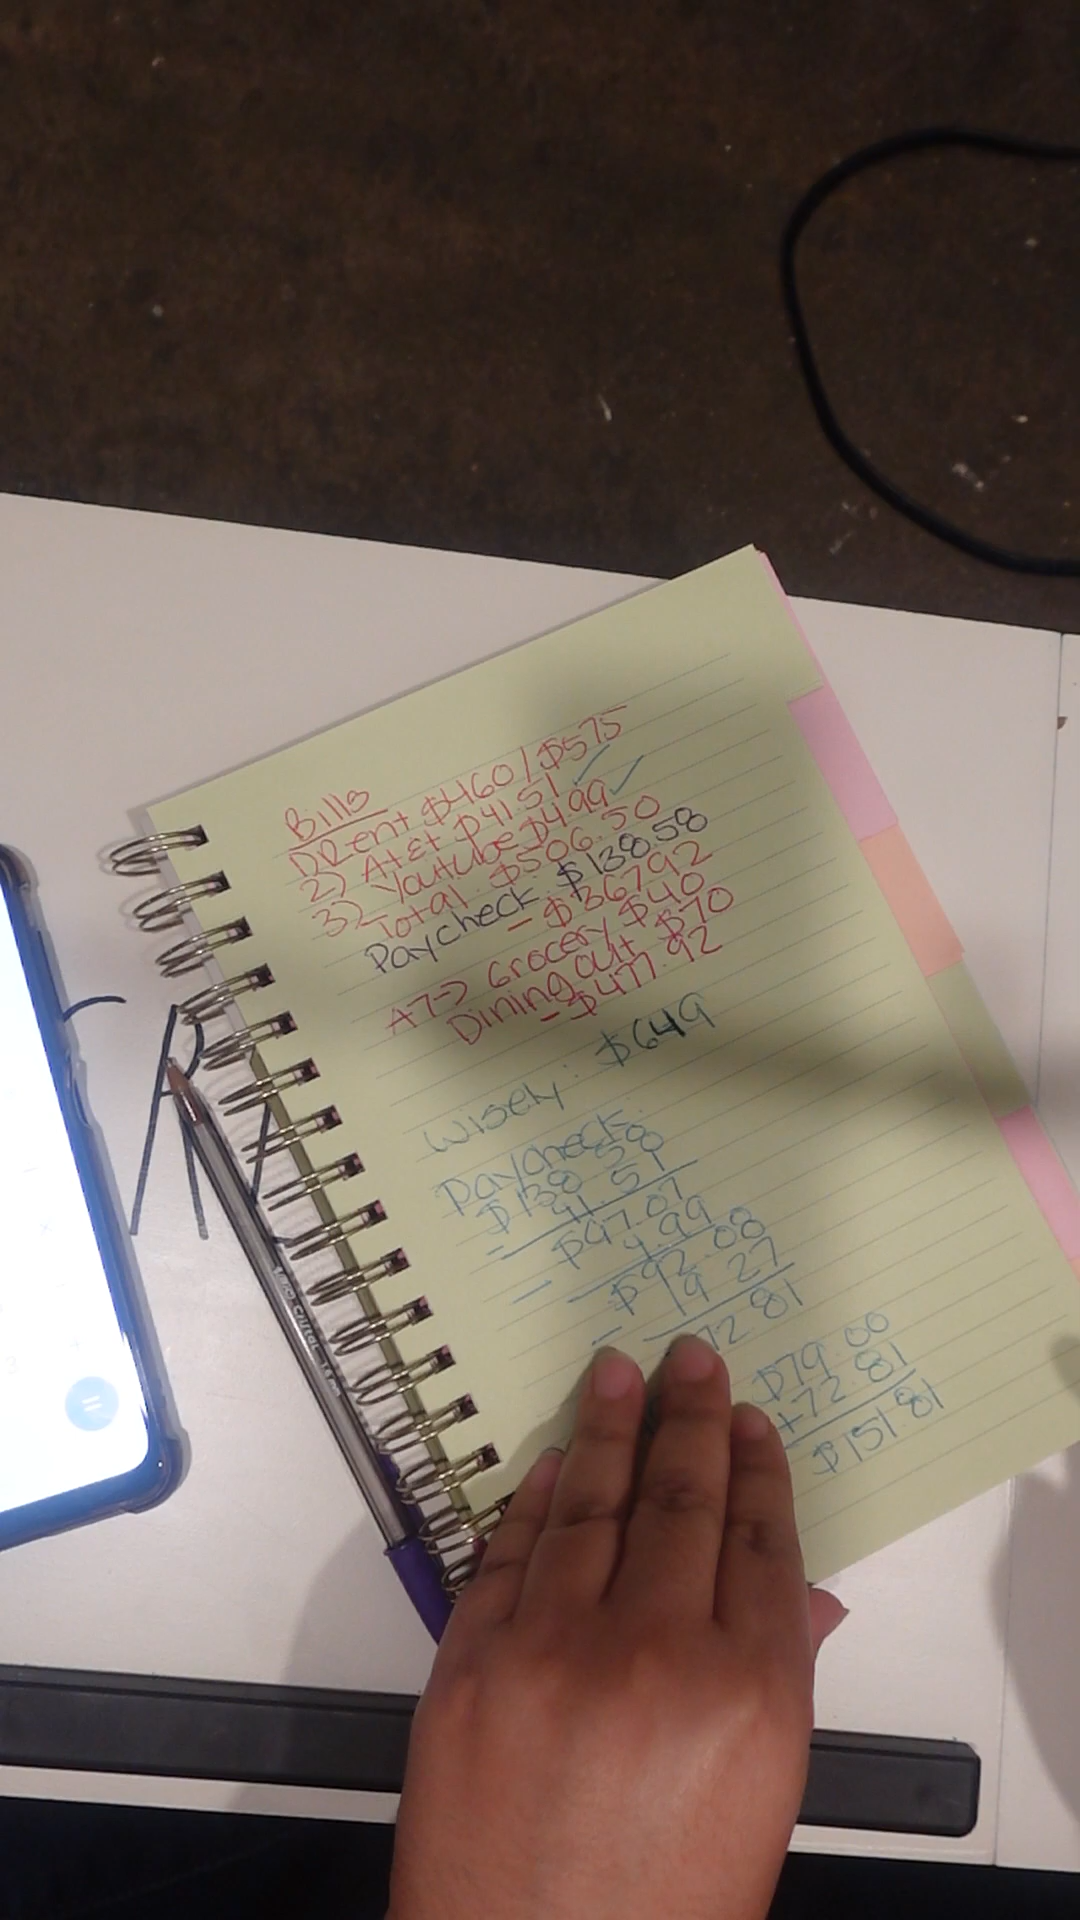 Bills
1) Rent $460 / $575
2) AT&T $41.51 ✓
3) Youtube $4.99 ✓
Total: $506.50
Paycheck: $138.58
- $367.92
A7-> Grocery $40
Dining out $70
- $477.92
Wisely: $649
Paycheck:
$138 58
- 41.51
$97.07
- 4.99
$92.08
- 19 27
72 81
$79.00
+72 81
$151 81